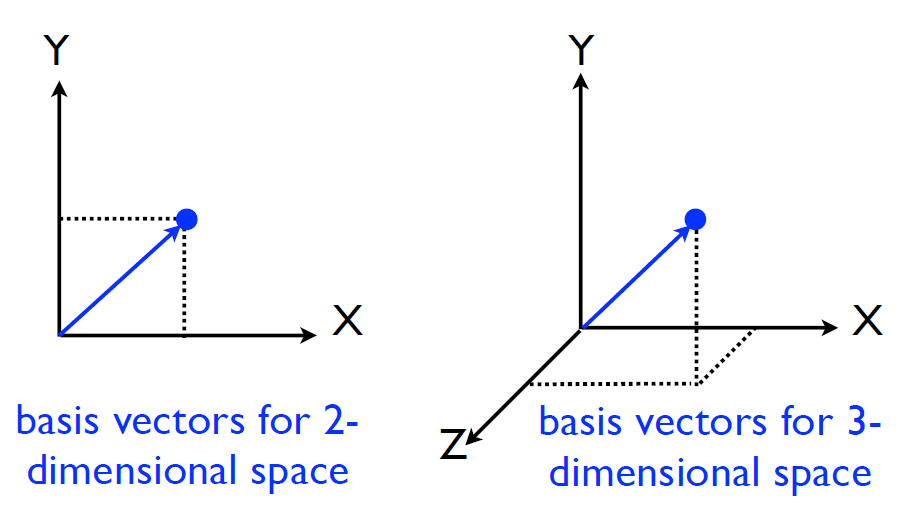 Y
X
basis vectors for 2-
dimensional space
Y
X
Z
basis vectors for 3-
dimensional space